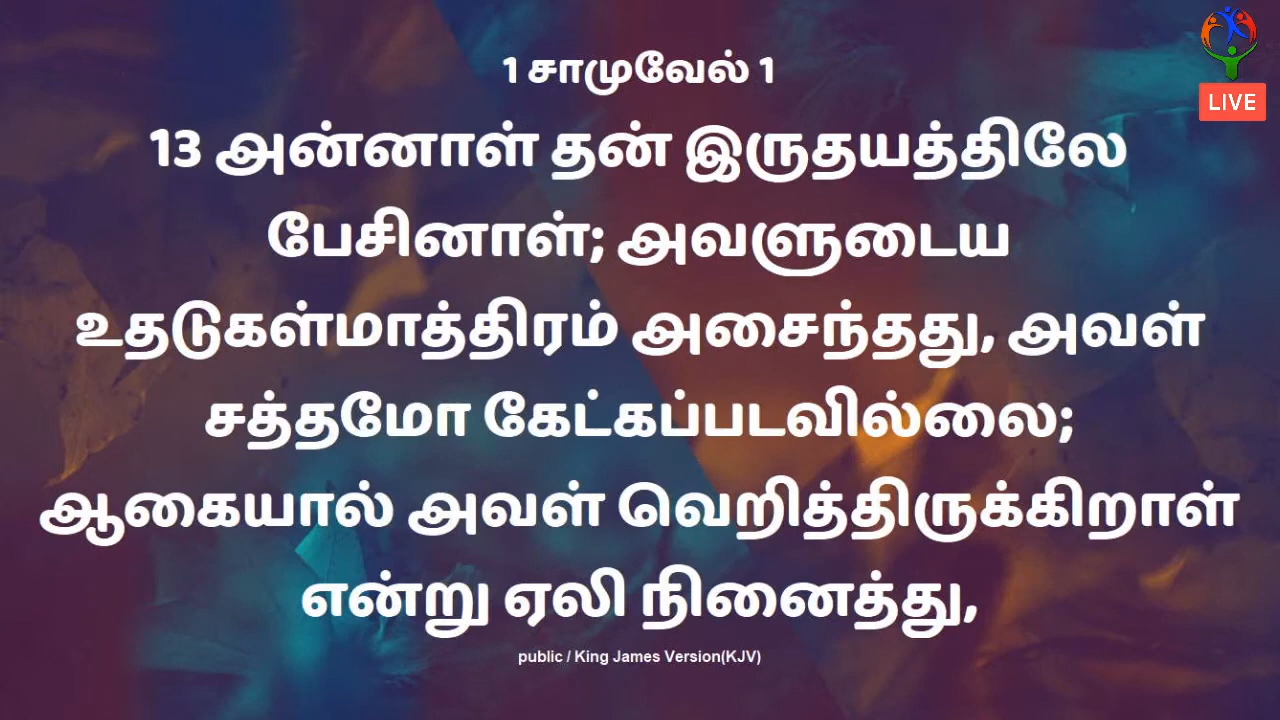 1 சாமுவேல் 1
LIVE
13 அன்னாள் தன் இருதயத்திலே
பேசினாள்; அவளுடைய
உதடுகள்மாத்திரம் அசைந்தது, அவள்
சத்தமோ கேட்கப்படவில்லை;
ஆகையால் அவள் வெறித்திருக்கிறாள்
என்று ஏலி நினைத்து,
public / King James Version(KJV)